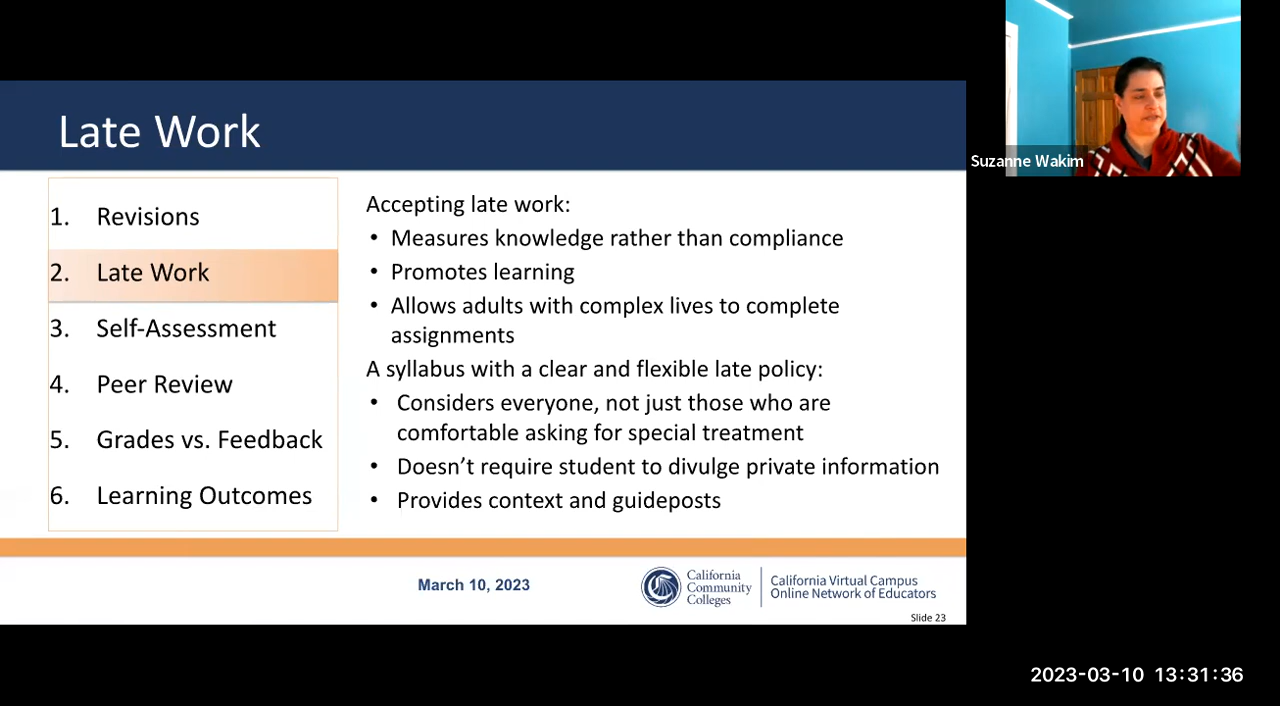 Late Work
1. Revisions
2. Late Work
3. Self-Assessment
4. Peer Review
5. Grades vs. Feedback
6. Learning Outcomes
Accepting late work:
• Measures knowledge rather than compliance
• Promotes learning
• Allows adults with complex lives to complete
assignments
A syllabus with a clear and flexible late policy:
• Considers everyone, not just those who are
comfortable asking for special treatment
• Doesn’t require student to divulge private information
• Provides context and guideposts
March 10, 2023
California
Community
Colleges
California Virtual Campus
Online Network of Educators
Slide 23
Suzanne Wakim
2023-03-10 13:31:36